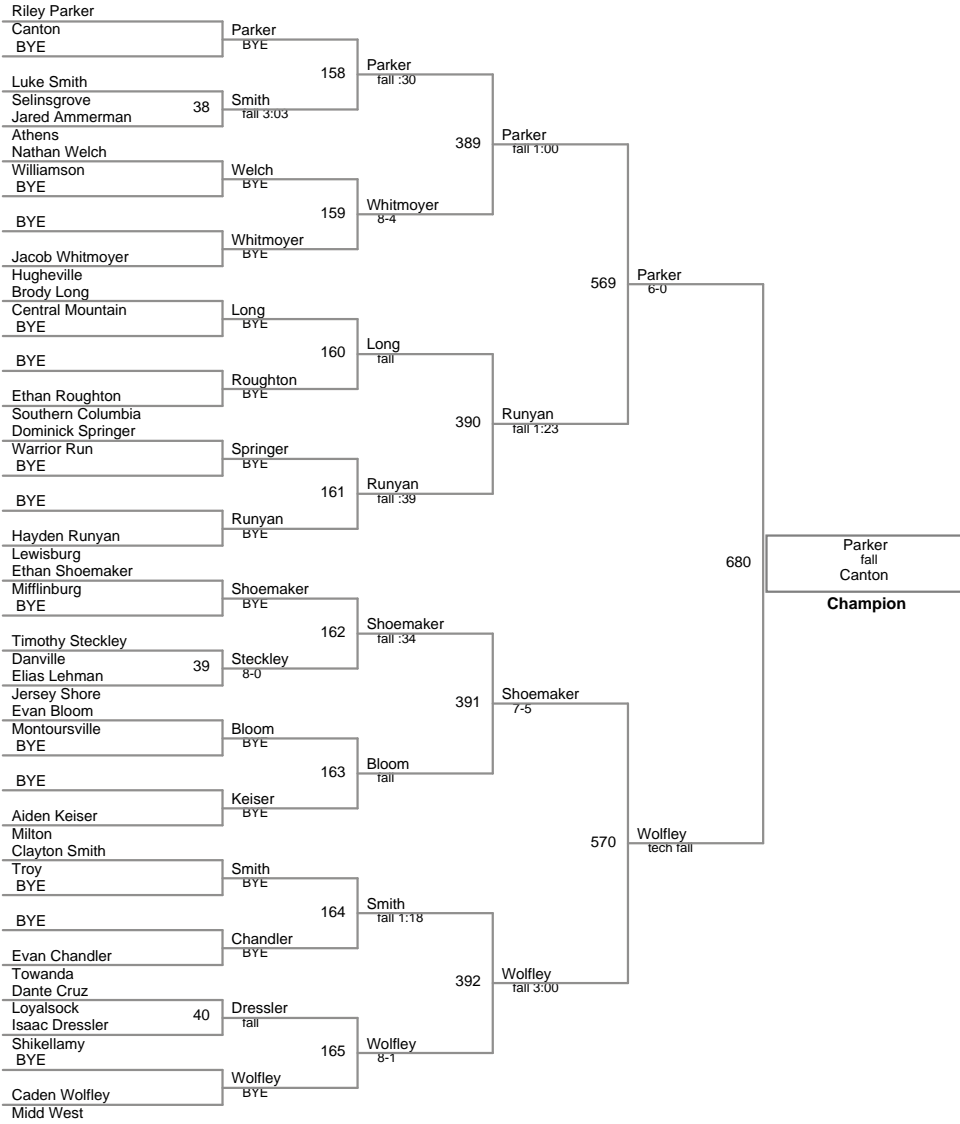 Riley Parker
Canton
BYE
Luke Smith
Selinsgrove
Jared Ammerman
Athens
Nathan Welch
Williamson
BYE
BYE
Jacob Whitmoyer
Hugheville
Brody Long
Central Mountain
BYE
BYE
Ethan Roughton
Southern Columbia
Dominick Springer
Warrior Run
BYE
BYE
Hayden Runyan
Lewisburg
Ethan Shoemaker
Mifflinburg
BYE
Timothy Steckley
Danville
Elias Lehman
Jersey Shore
Evan Bloom
Montoursville
BYE
BYE
Aiden Keiser
Milton
Clayton Smith
Troy
BYE
BYE
Evan Chandler
Towanda
Dante Cruz
Loyalsock
Isaac Dressler
Shikellamy
BYE
Caden Wolfley
Midd West
38
39
40
Parker
BYE
Smith
fall 3:03
Welch
BYE
Whitmoyer
BYE
Long
BYE
Roughton
BYE
Springer
BYE
Runyan
BYE
Shoemaker
BYE
Steckley
8-0
Bloom
BYE
Keiser
BYE
Smith
BYE
Chandler
BYE
Dressler
fall
Wolfley
BYE
158
159
160
161
162
163
164
165
Parker
fall :30
Whitmoyer
8-4
Long
fall
Runyan
fall :39
Shoemaker
fall :34
Bloom
fall
Smith
fall 1:18
Wolfley
8-1
389
390
391
392
Parker
fall 1:00
Runyan
fall 1:23
Shoemaker
7-5
Wolfley
fall 3:00
569
570
Parker
6-0
Wolfley
tech fall
680
Parker
fall
Canton
Champion